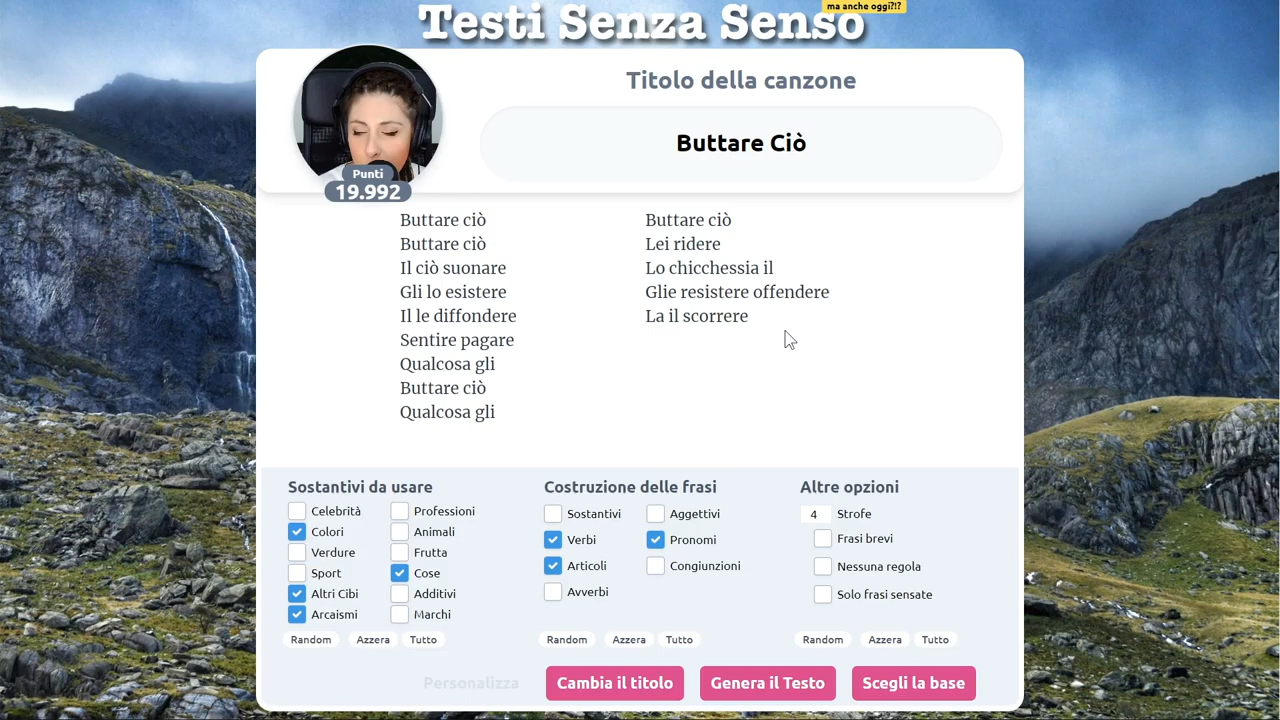 Testi Senza Senso
ma anche oggi?!?
Titolo della canzone
Buttare Ciò
Punti
19.992
Buttare ciò
Buttare ciò
Il ciò suonare
Gli lo esistere
Il le diffondere
Sentire pagare
Qualcosa gli
Buttare ciò
Qualcosa gli
Buttare ciò
Lei ridere
Lo chicchessia il
Glie resistere offendere
La il scorrere
Sostantivi da usare
Celebrità
Professioni
Colori
Animali
Verdure
Frutta
Sport
Cose
Altri Cibi
Additivi
Arcaismi
Marchi
Random Azzera Tutto
Costruzione delle frasi
Sostantivi
Aggettivi
Verbi
Pronomi
Articoli
Congiunzioni
Avverbi
Random Azzera Tutto
Altre opzioni
4 Strofe
Frasi brevi
Nessuna regola
Solo frasi sensate
Random Azzera Tutto
Personalizza
Cambia il titolo
Genera il Testo
Scegli la base